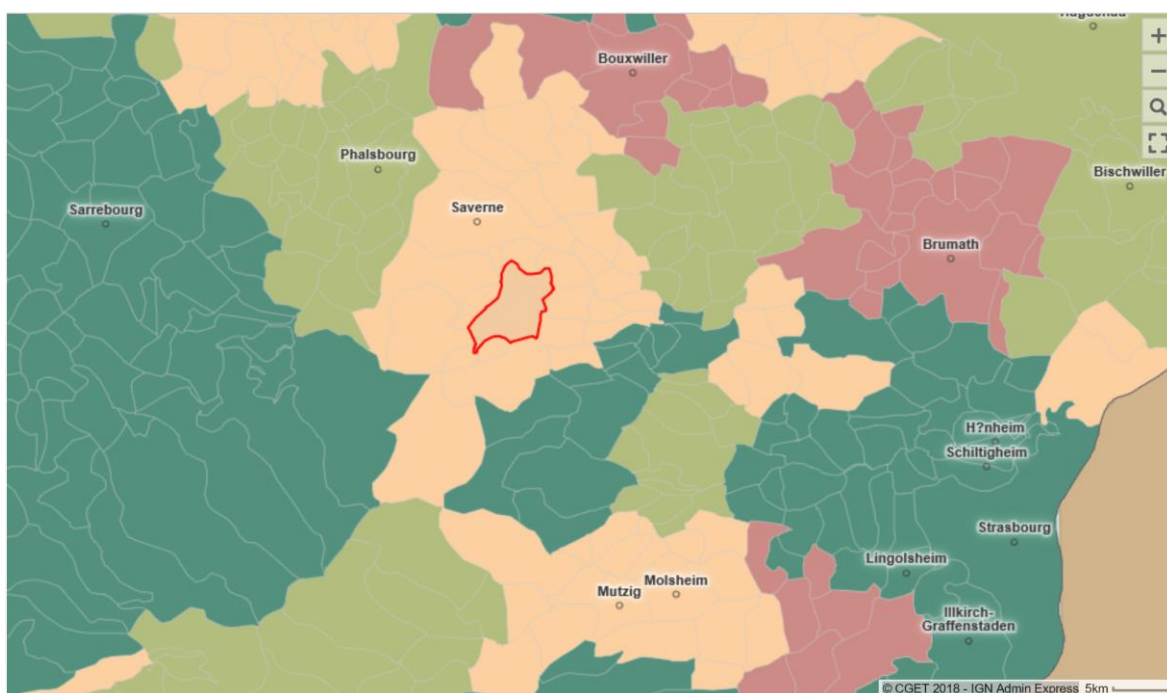 Haguenau
+
Bouxwiller
−
Phalsbourg
Bischwiller
Sarrebourg
Saverne
Brumath
H?nheim
Schiltigheim
Strasbourg
Lingolsheim
Molsheim
Mutzig
Illkirch-
Graffenstaden
© CGET 2018 - IGN Admin Express 5km